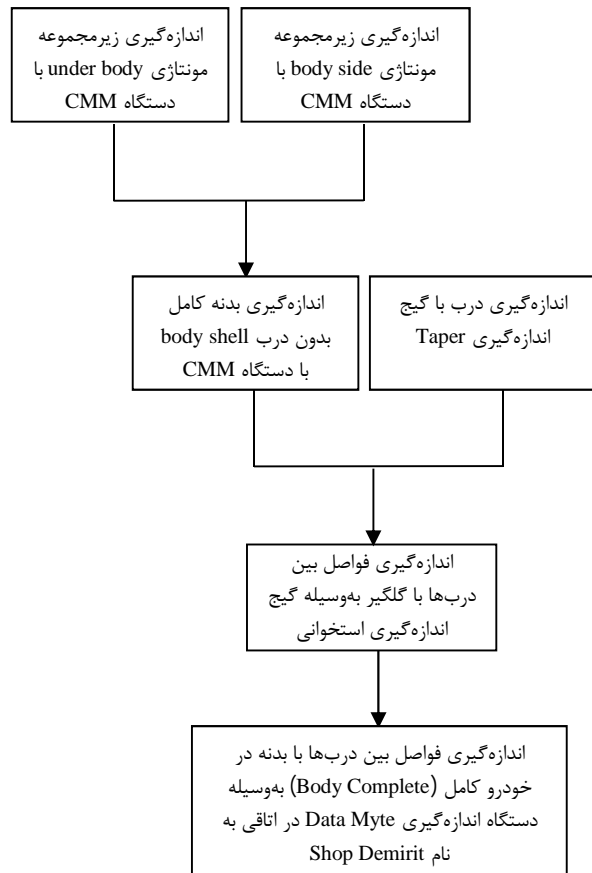 اندازه‌گیری زیرمجموعه
مونتاژی body side با
دستگاه CMM
اندازه‌گیری زیرمجموعه
مونتاژی under body با
دستگاه CMM
اندازه‌گیری درب با گیج
اندازه‌گیری Taper
اندازه‌گیری بدنه کامل
بدون درب body shell
با دستگاه CMM
اندازه‌گیری فواصل بین
درب‌ها با گلگیر به‌وسیله گیج
اندازه‌گیری استخوانی
اندازه‌گیری فواصل بین درب‌ها با بدنه در
خودرو کامل (Body Complete) به‌وسیله
دستگاه اندازه‌گیری Data Myte در اتاقی به
نام Shop Demirit